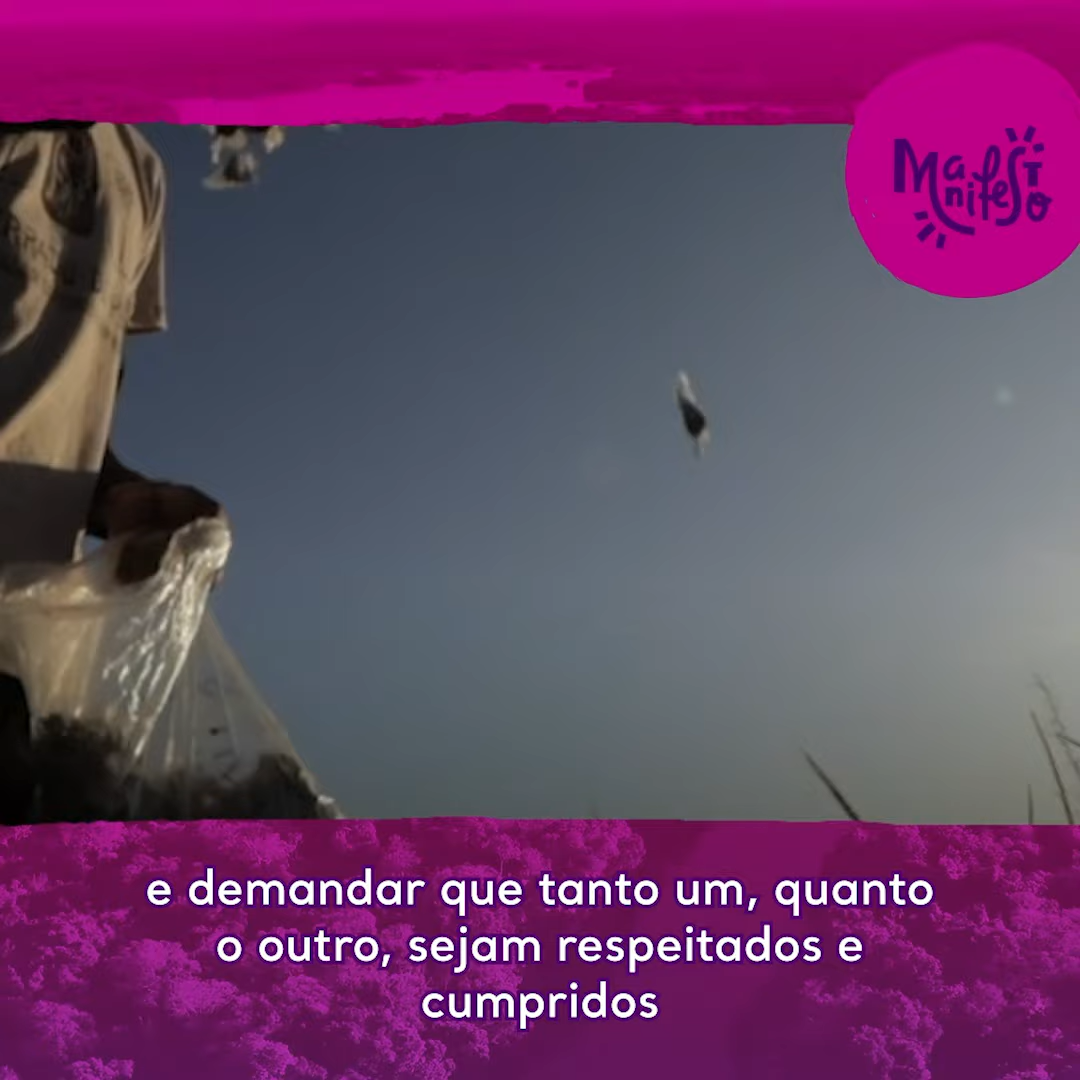 Manifesto
e demandar que tanto um, quanto
o outro, sejam respeitados e
cumpridos